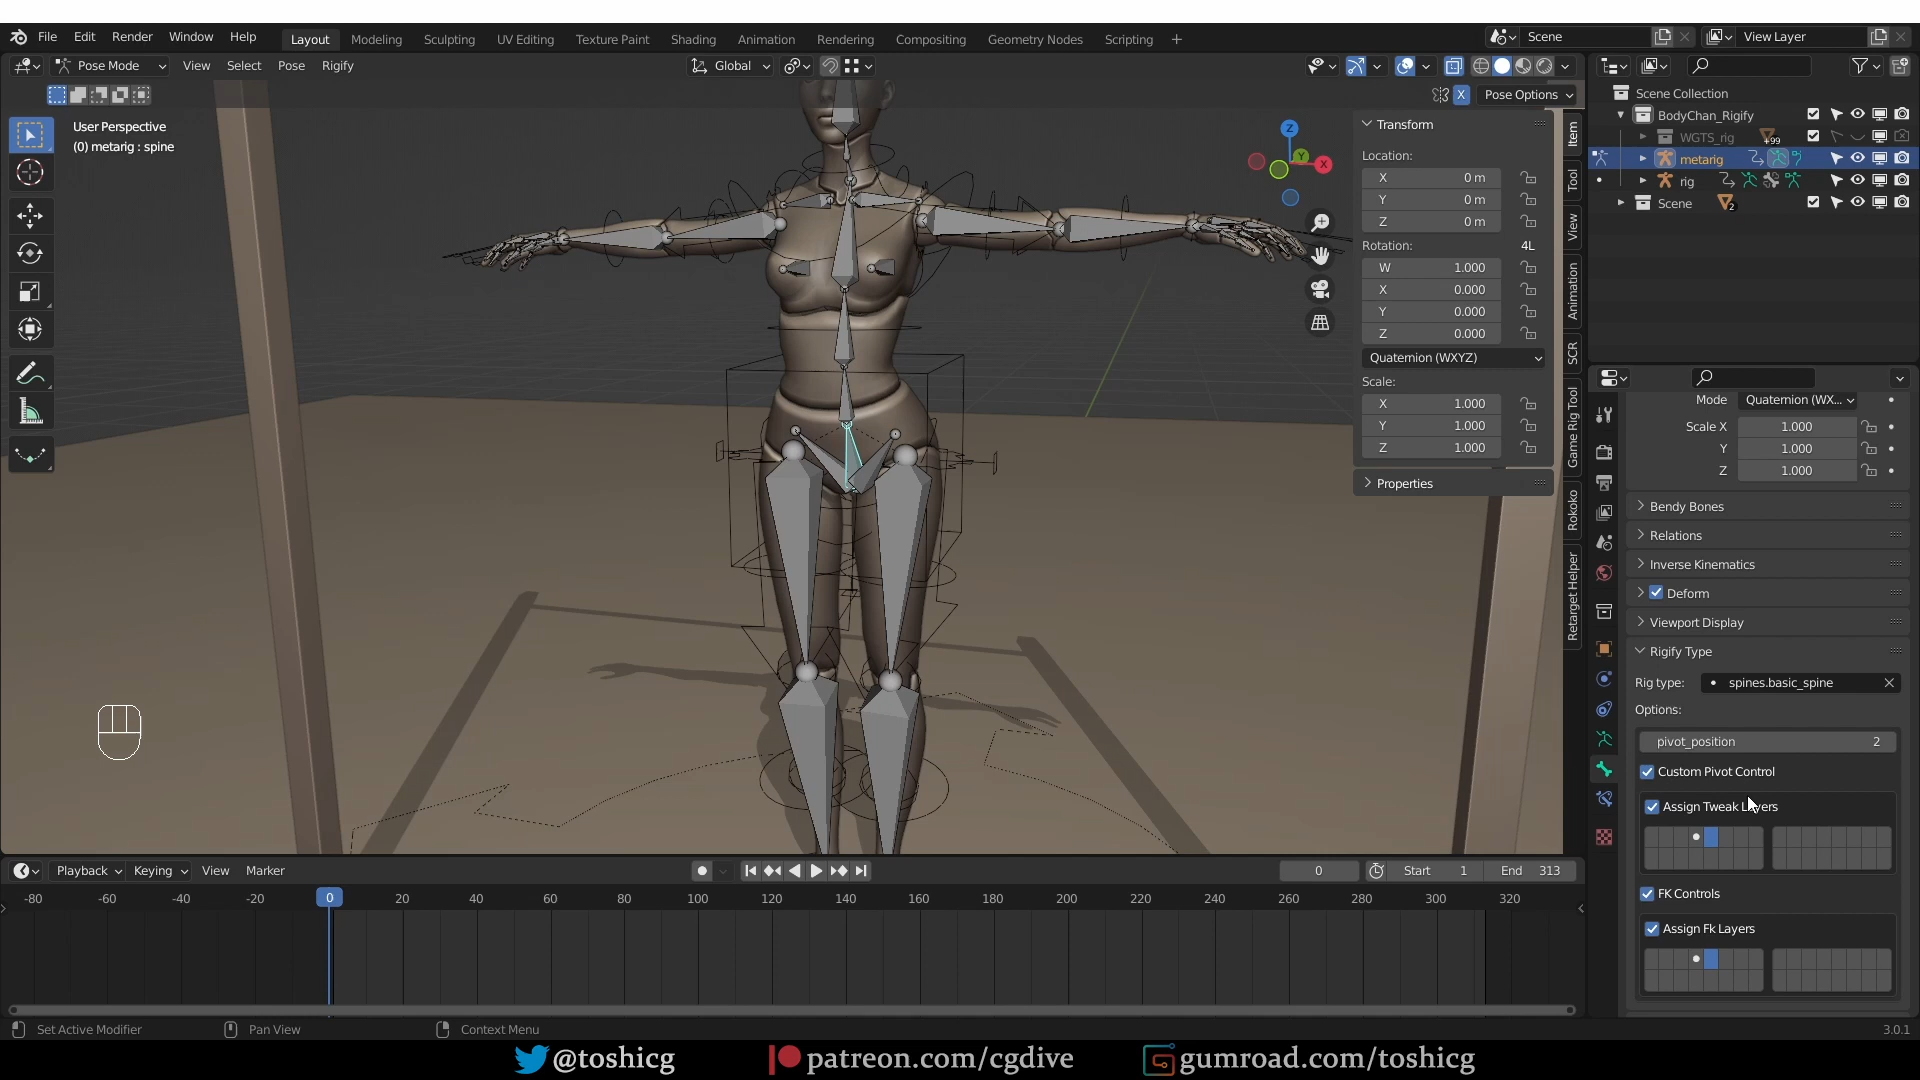 File Edit Render Window Help Layout Modeling Sculpting UV Editing Texture Paint Shading Animation Rendering Compositing Geometry Nodes Scripting + Scene View Layer
Pose Mode View Select Pose Rigify Global
X Pose Options
User Perspective
(0) metarig : spine
Z
Y
X
Transform
Location:
X 0 m
Y 0 m
Z 0 m
Rotation: 4L
W 1.000
X 0.000
Y 0.000
Z 0.000
Quaternion (WXYZ)
Scale:
X 1.000
Y 1.000
Z 1.000
Properties
Item
Tool
View
Animation
SCR
Game Rig Tool
Rokoko
Retarget Helper
Scene Collection
BodyChan_Rigify
WGTS_rig +99
metarig
rig
Scene 2
Mode Quaternion (WX...
Scale X 1.000
Y 1.000
Z 1.000
Bendy Bones
Relations
Inverse Kinematics
Deform
Viewport Display
Rigify Type
Rig type: spines.basic_spine
Options:
pivot_position 2
Custom Pivot Control
Assign Tweak Layers
FK Controls
Assign Fk Layers
Playback Keying View Marker 0 Start 1 End 313
-80 -60 -40 -20 0 20 40 60 80 100 120 140 160 180 200 220 240 260 280 300 320
Set Active Modifier Pan View Context Menu 3.0.1
@toshicg patreon.com/cgdive gumroad.com/toshicg